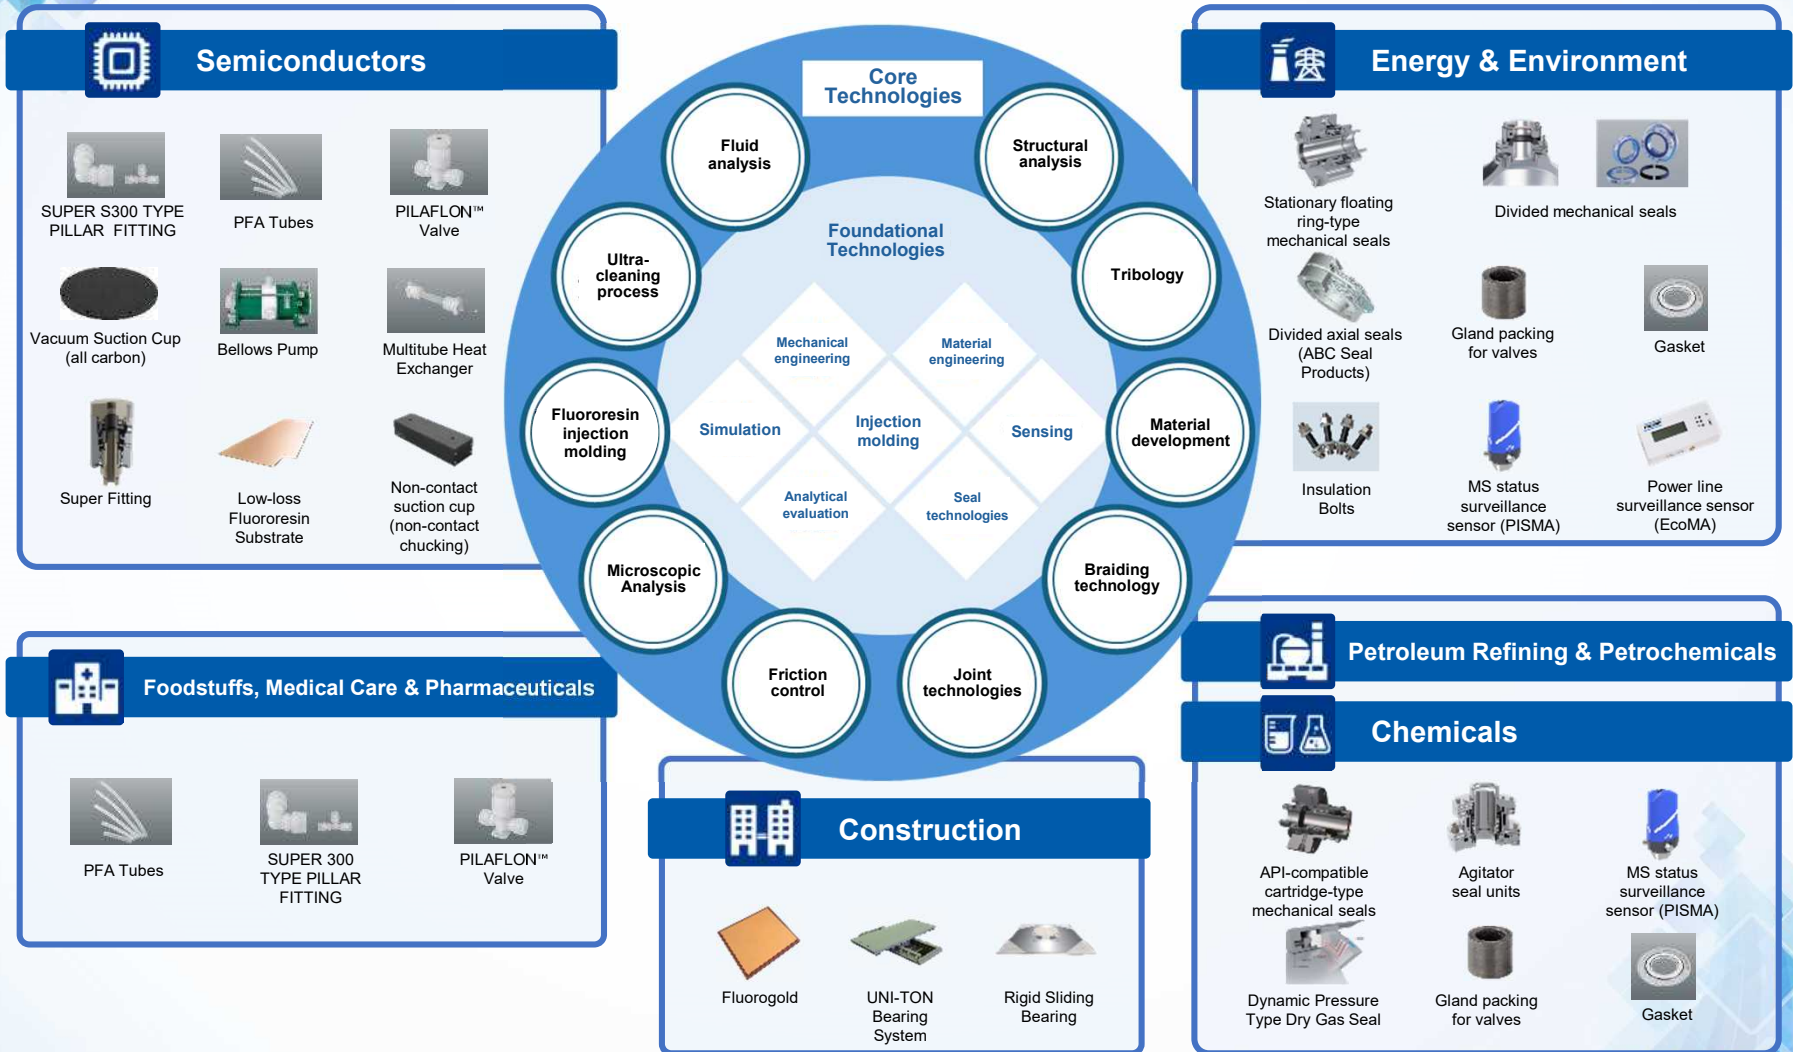 Semiconductors
SUPER S300 TYPE
PILLAR FITTING
PFA Tubes
PILAFLON™
Valve
Vacuum Suction Cup
(all carbon)
Bellows Pump
Multitube Heat
Exchanger
Super Fitting
Low-loss
Fluororesin
Substrate
Non-contact
suction cup
(non-contact
chucking)
Foodstuffs, Medical Care & Pharmaceuticals
PFA Tubes
SUPER 300
TYPE PILLAR
FITTING
PILAFLON™
Valve
Core
Technologies
Fluid
analysis
Structural
analysis
Ultra-
cleaning
process
Tribology
Fluororesin
injection
molding
Material
development
Microscopic
Analysis
Braiding
technology
Friction
control
Joint
technologies
Foundational
Technologies
Mechanical
engineering
Material
engineering
Simulation
Injection
molding
Sensing
Analytical
evaluation
Seal
technologies
Construction
Fluorogold
UNI-TON
Bearing
System
Rigid Sliding
Bearing
Energy & Environment
Stationary floating
ring-type
mechanical seals
Divided mechanical seals
Divided axial seals
(ABC Seal
Products)
Gland packing
for valves
Gasket
Insulation
Bolts
MS status
surveillance
sensor (PISMA)
Power line
surveillance sensor
(EcoMA)
Petroleum Refining & Petrochemicals
Chemicals
API-compatible
cartridge-type
mechanical seals
Agitator
seal units
MS status
surveillance
sensor (PISMA)
Dynamic Pressure
Type Dry Gas Seal
Gland packing
for valves
Gasket